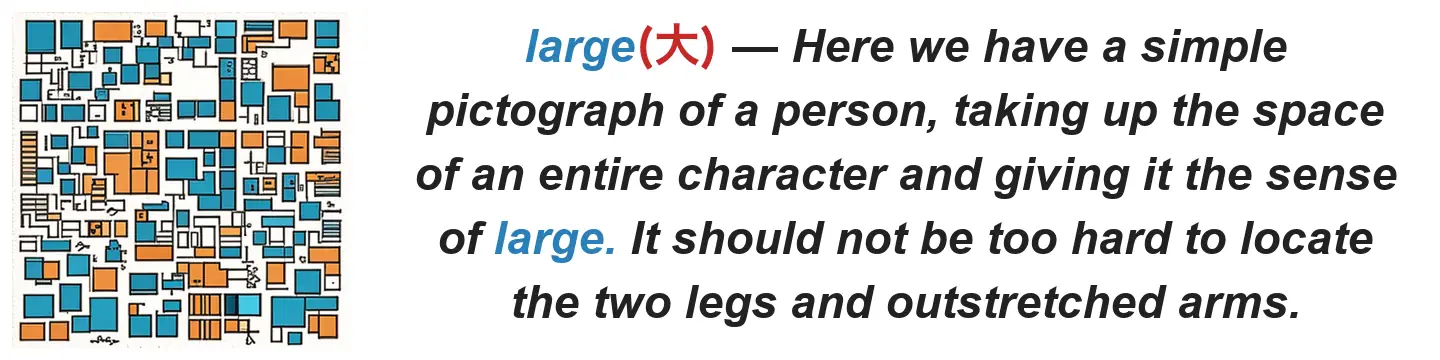 large(大) — Here we have a simple
pictograph of a person, taking up the space
of an entire character and giving it the sense
of large. It should not be too hard to locate
the two legs and outstretched arms.